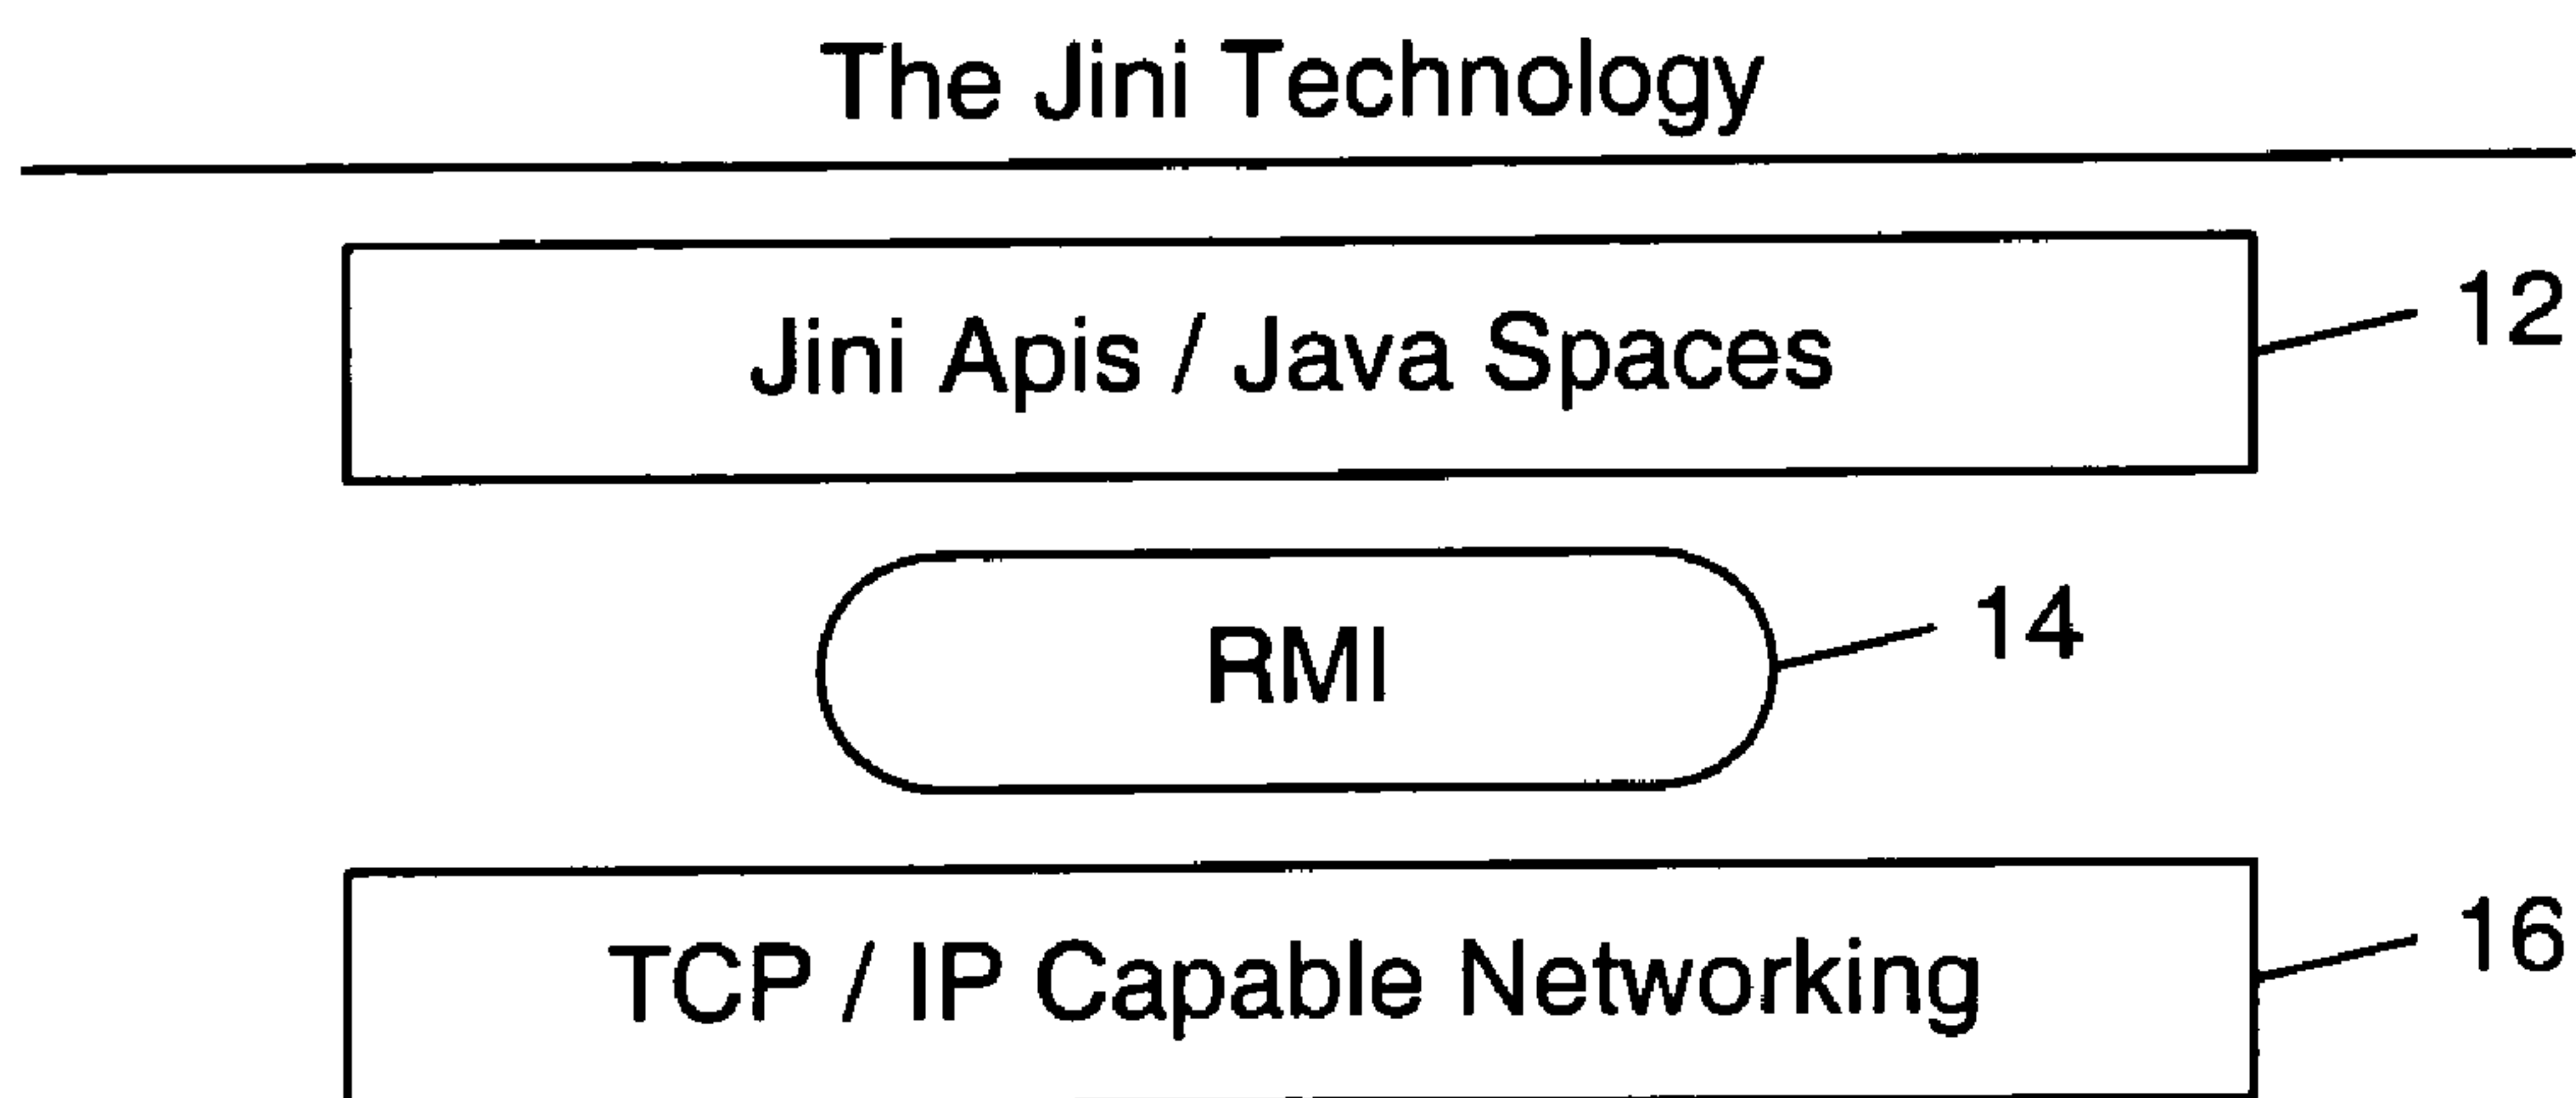 The Jini Technology
Jini Apis / Java Spaces
12
RMI
14
TCP / IP Capable Networking
16